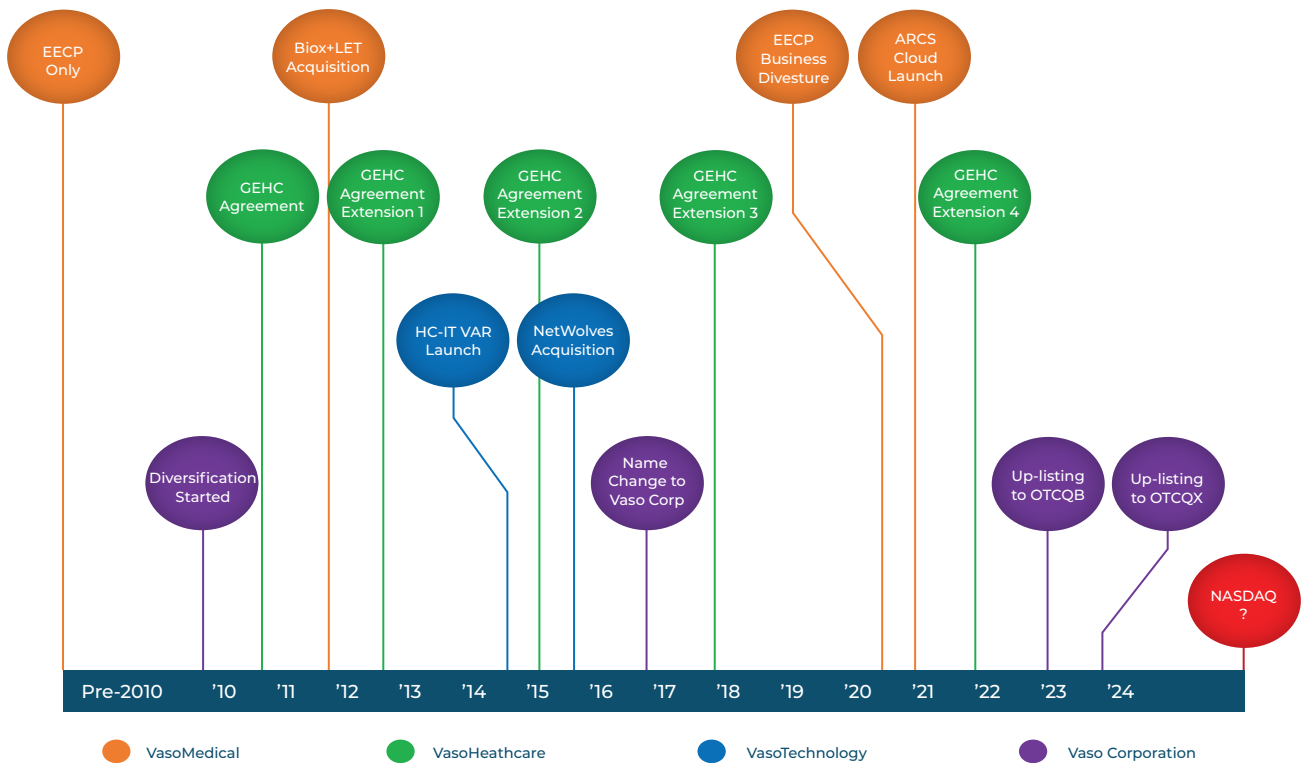 EECP
Only
Biox+LET
Acquisition
EECP
Business
Divesture
ARCS
Cloud
Launch
GEHC
Agreement
GEHC
Agreement
Extension 1
GEHC
Agreement
Extension 2
GEHC
Agreement
Extension 3
GEHC
Agreement
Extension 4
HC-IT VAR
Launch
NetWolves
Acquisition
Diversification
Started
Name
Change to
Vaso Corp
Up-listing
to OTCQB
Up-listing
to OTCQX
NASDAQ
?
Pre-2010 ’10 ’11 ’12 ’13 ’14 ’15 ’16 ’17 ’18 ’19 ’20 ’21 ’22 ’23 ’24
VasoMedical VasoHeathcare VasoTechnology Vaso Corporation